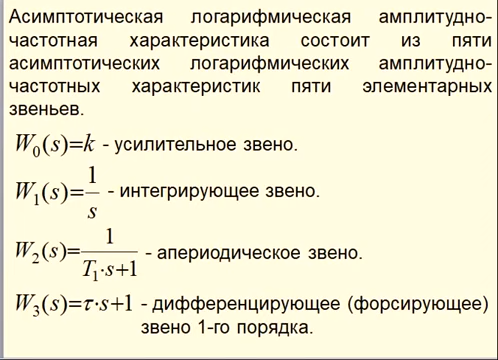 Асимптотическая логарифмическая амплитудно-
частотная характеристика состоит из пяти
асимптотических логарифмических амплитудно-
частотных характеристик пяти элементарных
звеньев.
W₀(s)=k - усилительное звено.
W₁(s)=1/s - интегрирующее звено.
W₂(s)=1/(T₁·s+1) - апериодическое звено.
W₃(s)=τ·s+1 - дифференцирующее (форсирующее)
звено 1-го порядка.